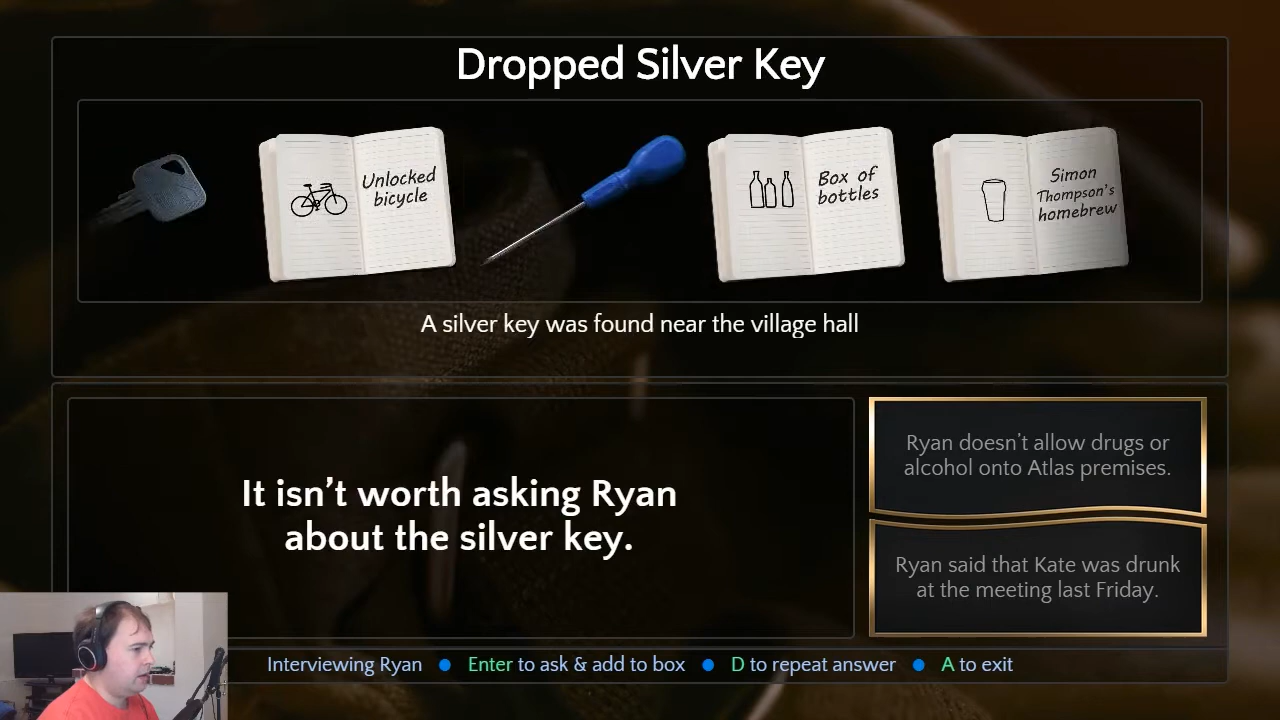 Dropped Silver Key
Unlocked
bicycle
Box of
bottles
Simon
Thompson's
homebrew
A silver key was found near the village hall
It isn't worth asking Ryan
about the silver key.
Ryan doesn't allow drugs or
alcohol onto Atlas premises.
Ryan said that Kate was drunk
at the meeting last Friday.
Interviewing Ryan ● Enter to ask & add to box ● D to repeat answer ● A to exit